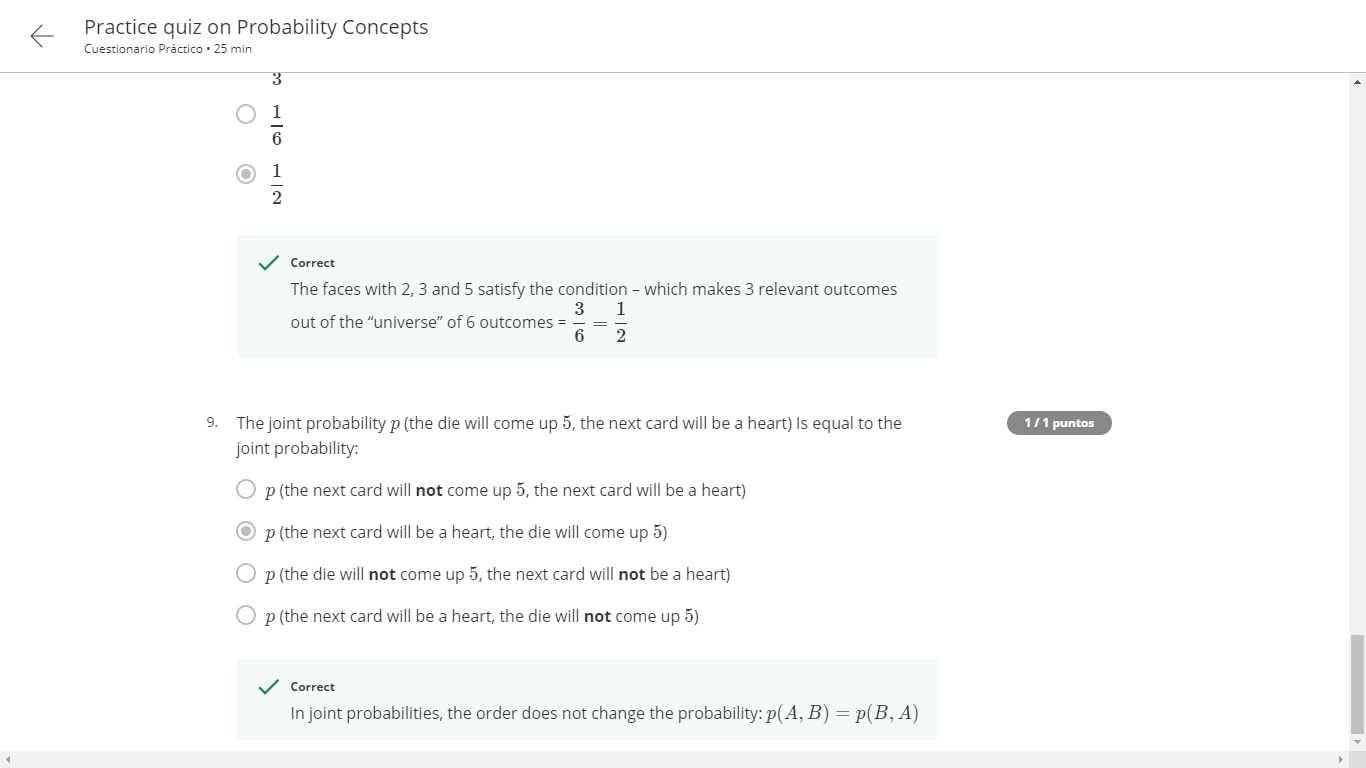 Practice quiz on Probability Concepts
Cuestionario Práctico • 25 min
3
1
6
1
2
Correct
The faces with 2, 3 and 5 satisfy the condition – which makes 3 relevant outcomes
out of the “universe” of 6 outcomes = 3/6 = 1/2
9. The joint probability p (the die will come up 5, the next card will be a heart) Is equal to the
1 / 1 puntos
joint probability:
p (the next card will not come up 5, the next card will be a heart)
p (the next card will be a heart, the die will come up 5)
p (the die will not come up 5, the next card will not be a heart)
p (the next card will be a heart, the die will not come up 5)
Correct
In joint probabilities, the order does not change the probability: p(A, B) = p(B, A)